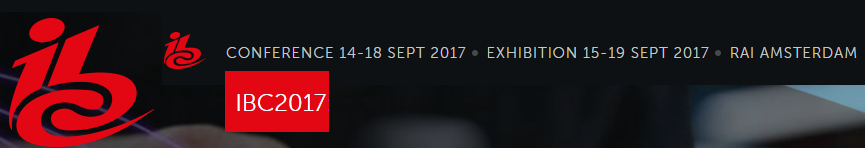 ibc
ibc
CONFERENCE 14-18 SEPT 2017 • EXHIBITION 15-19 SEPT 2017 • RAI AMSTERDAM
IBC2017